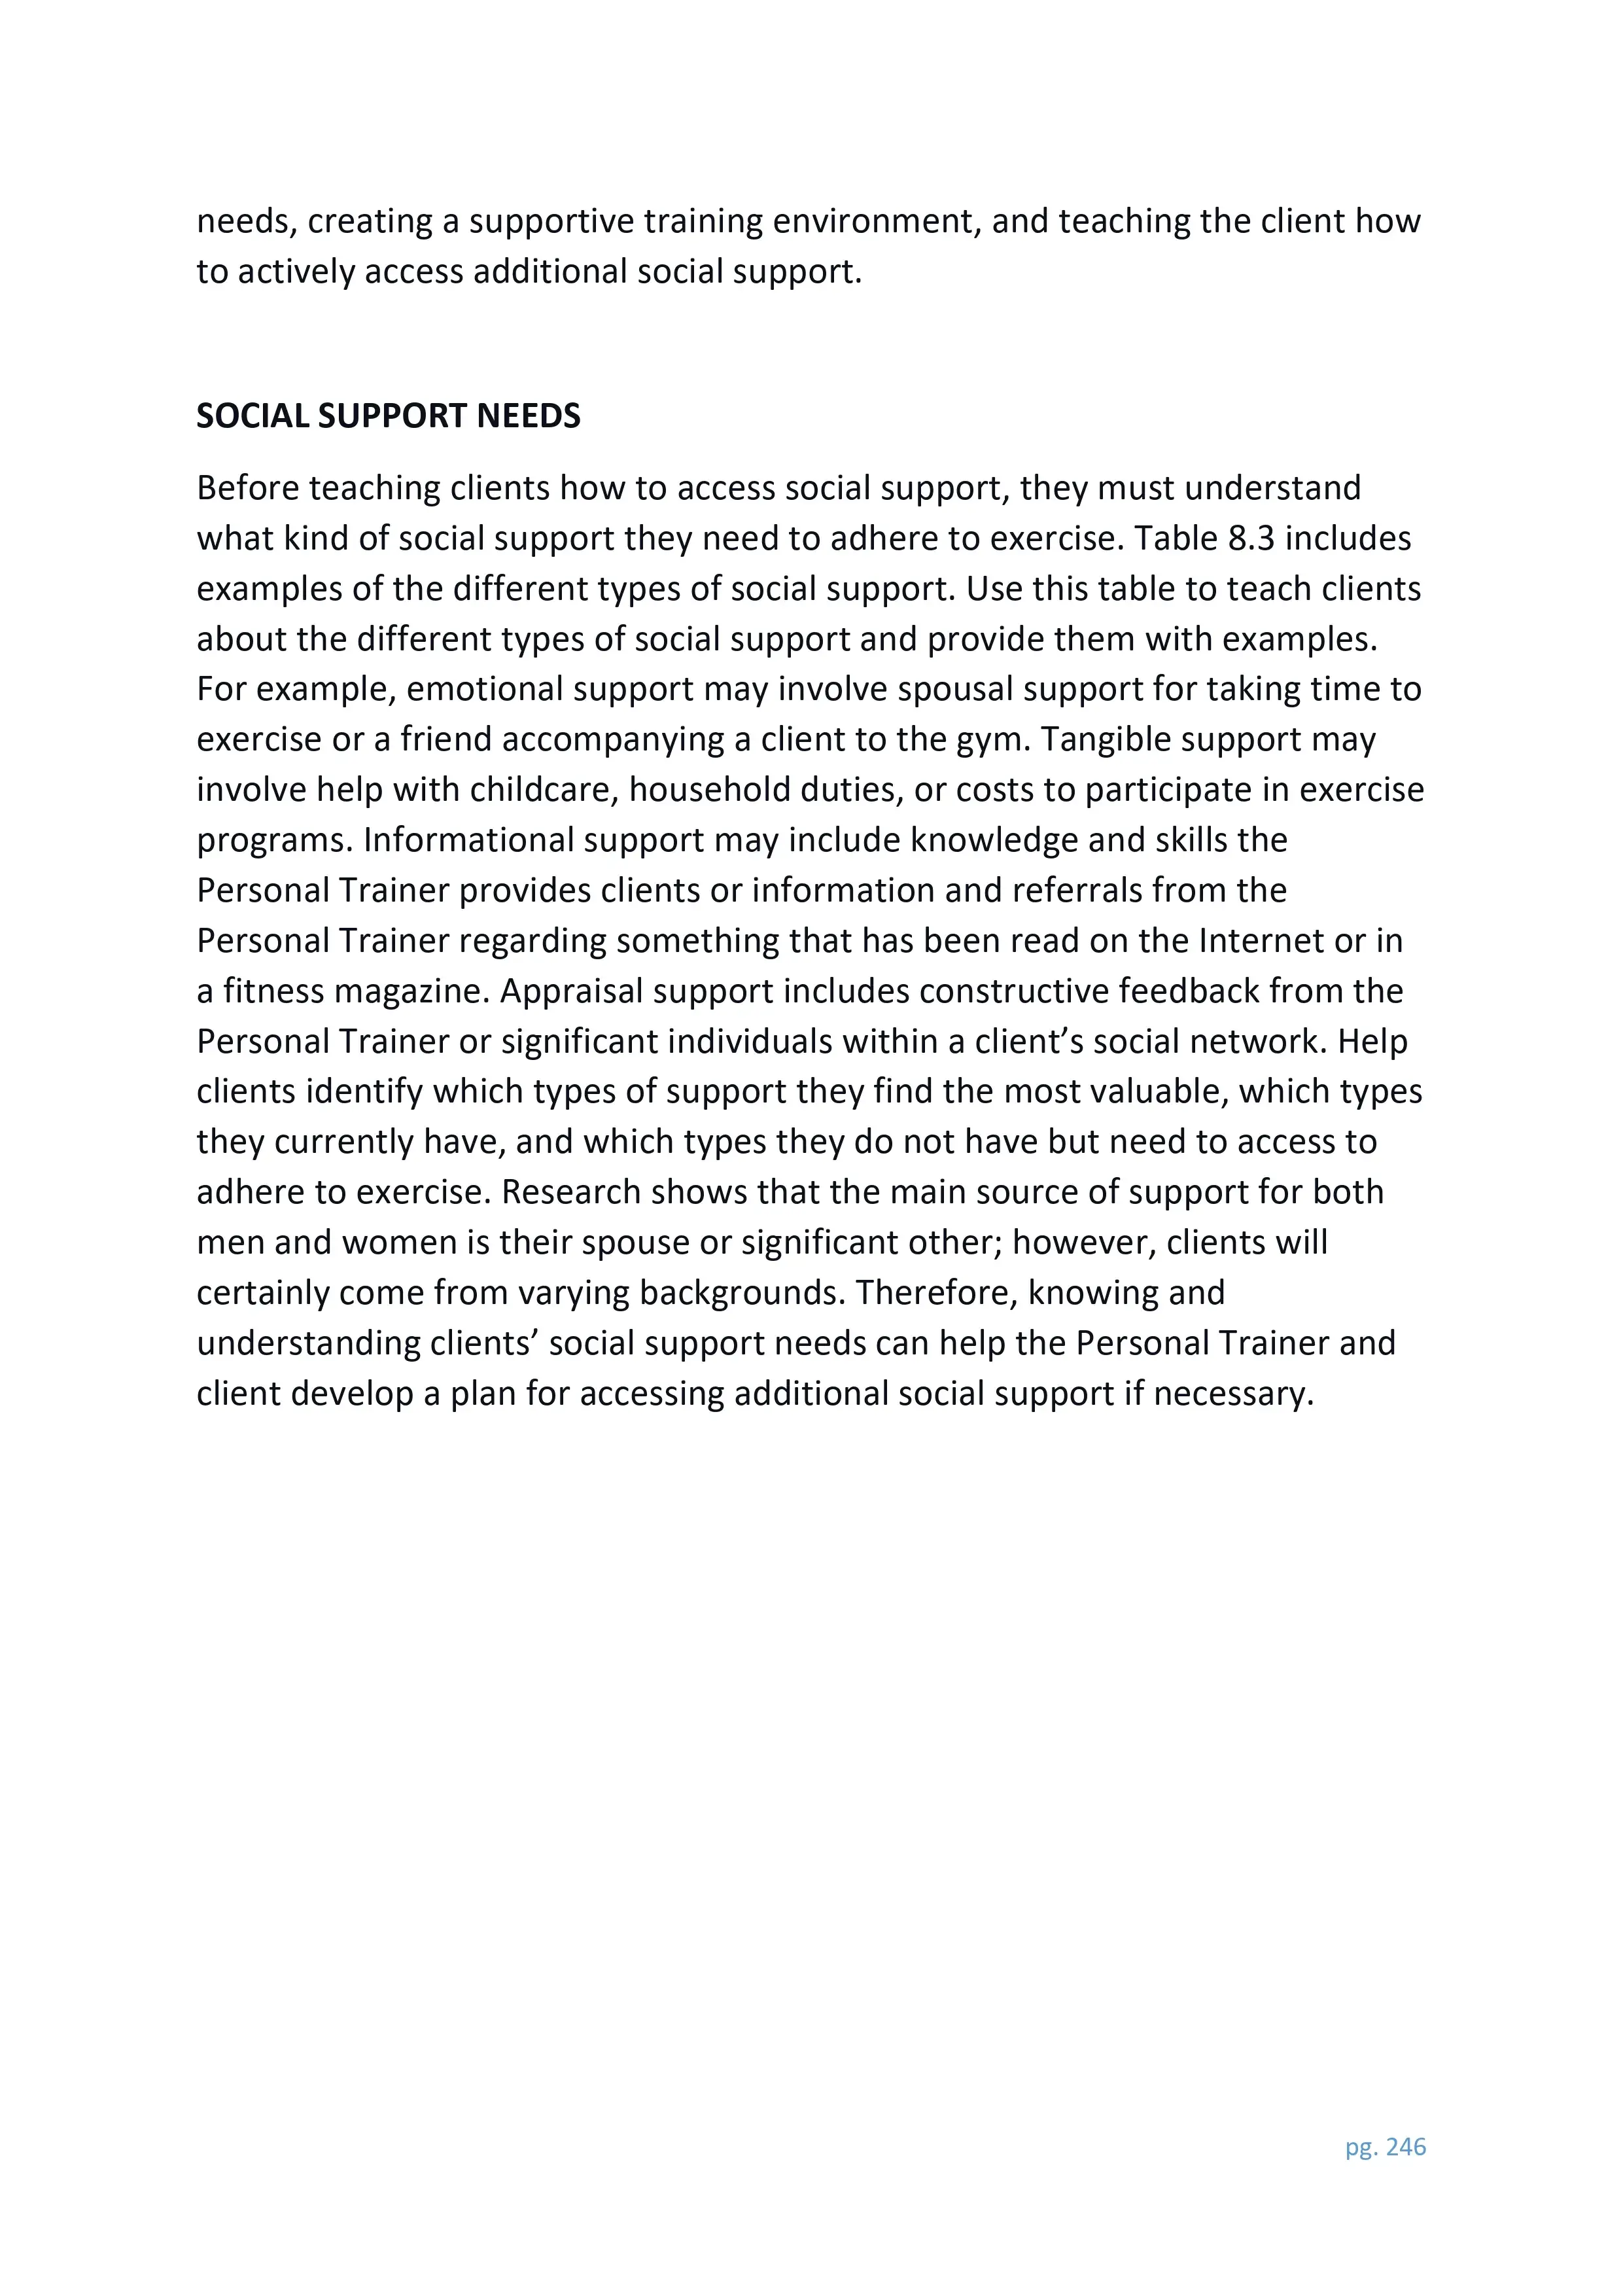 needs, creating a supportive training environment, and teaching the client how
to actively access additional social support.
SOCIAL SUPPORT NEEDS
Before teaching clients how to access social support, they must understand
what kind of social support they need to adhere to exercise. Table 8.3 includes
examples of the different types of social support. Use this table to teach clients
about the different types of social support and provide them with examples.
For example, emotional support may involve spousal support for taking time to
exercise or a friend accompanying a client to the gym. Tangible support may
involve help with childcare, household duties, or costs to participate in exercise
programs. Informational support may include knowledge and skills the
Personal Trainer provides clients or information and referrals from the
Personal Trainer regarding something that has been read on the Internet or in
a fitness magazine. Appraisal support includes constructive feedback from the
Personal Trainer or significant individuals within a client’s social network. Help
clients identify which types of support they find the most valuable, which types
they currently have, and which types they do not have but need to access to
adhere to exercise. Research shows that the main source of support for both
men and women is their spouse or significant other; however, clients will
certainly come from varying backgrounds. Therefore, knowing and
understanding clients’ social support needs can help the Personal Trainer and
client develop a plan for accessing additional social support if necessary.
pg. 246